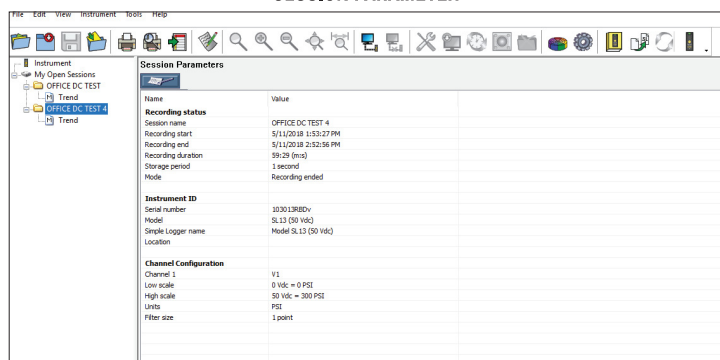 File Edit View Instrument Tools Help
Instrument
My Open Sessions
OFFICE DC TEST
Trend
OFFICE DC TEST 4
Trend
Session Parameters
Name Value
Recording status
Session name OFFICE DC TEST 4
Recording start 5/11/2018 1:53:27 PM
Recording end 5/11/2018 2:52:56 PM
Recording duration 59:29 (m:s)
Storage period 1 second
Mode Recording ended
Instrument ID
Serial number 103013RBDv
Model SL13 (50 Vdc)
Simple Logger name Model SL13 (50 Vdc)
Location
Channel Configuration
Channel 1 V1
Low scale 0 Vdc = 0 PSI
High scale 50 Vdc = 300 PSI
Units PSI
Filter size 1 point